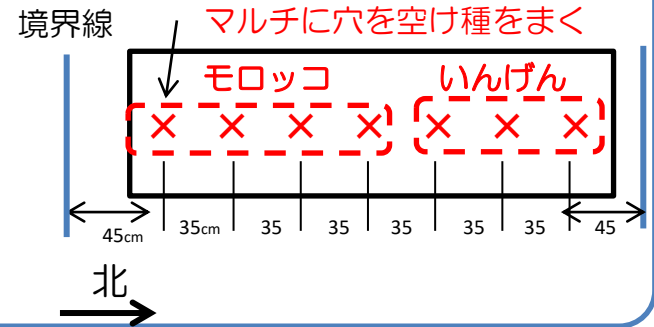 境界線
マルチに穴を空け種をまく
モロッコ いんげん
× × × × × × ×
45cm 35cm 35 35 35 35 35 45
北